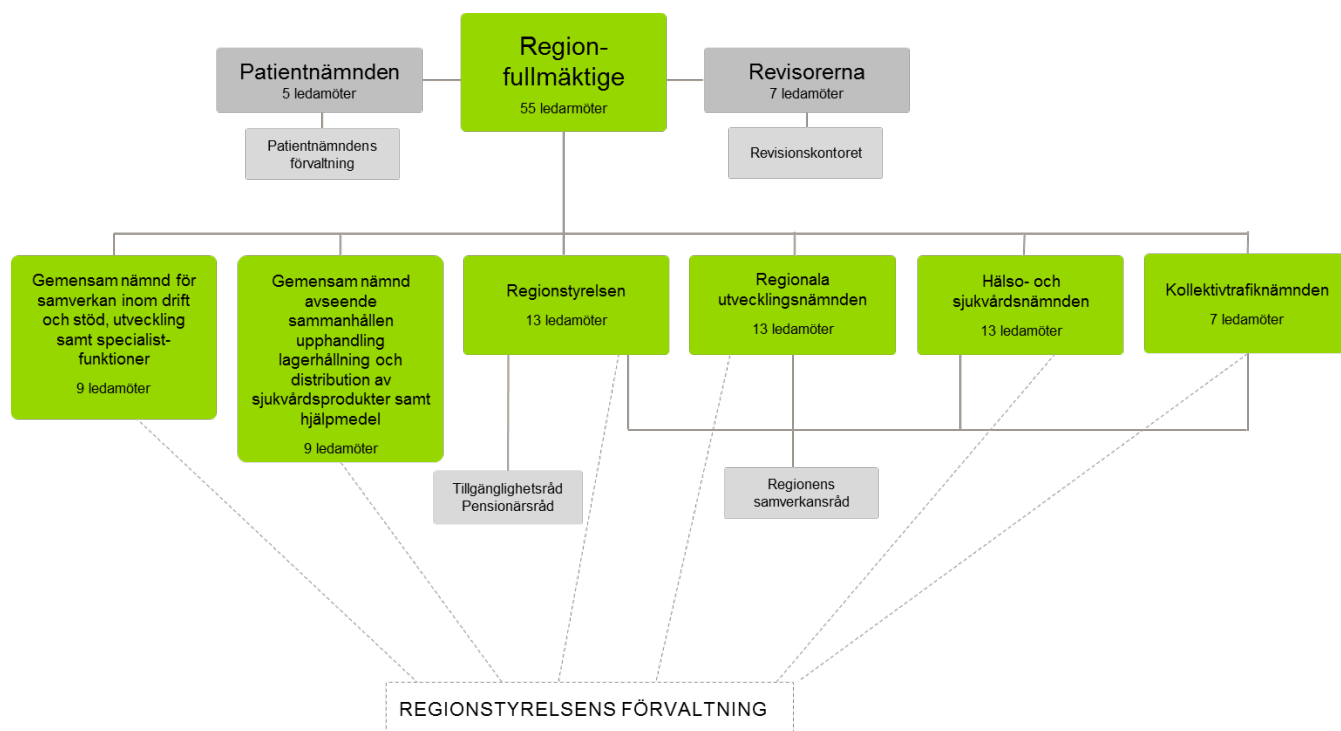 Patientnämnden
5 ledamöter
Region-
fullmäktige
55 ledarmöter
Revisorerna
7 ledamöter
Patientnämndens
förvaltning
Revisionskontoret
Gemensam nämnd för
samverkan inom drift
och stöd, utveckling
samt specialist-
funktioner
9 ledamöter
Gemensam nämnd
avseende
sammanhållen
upphandling
lagerhållning och
distribution av
sjukvårdsprodukter samt
hjälpmedel
9 ledamöter
Regionstyrelsen
13 ledamöter
Regionala
utvecklingsnämnden
13 ledamöter
Hälso- och
sjukvårdsnämnden
13 ledamöter
Kollektivtrafiknämnden
7 ledamöter
Tillgänglighetsråd
Pensionärsråd
Regionens
samverkansråd
REGIONSTYRELSENS FÖRVALTNING